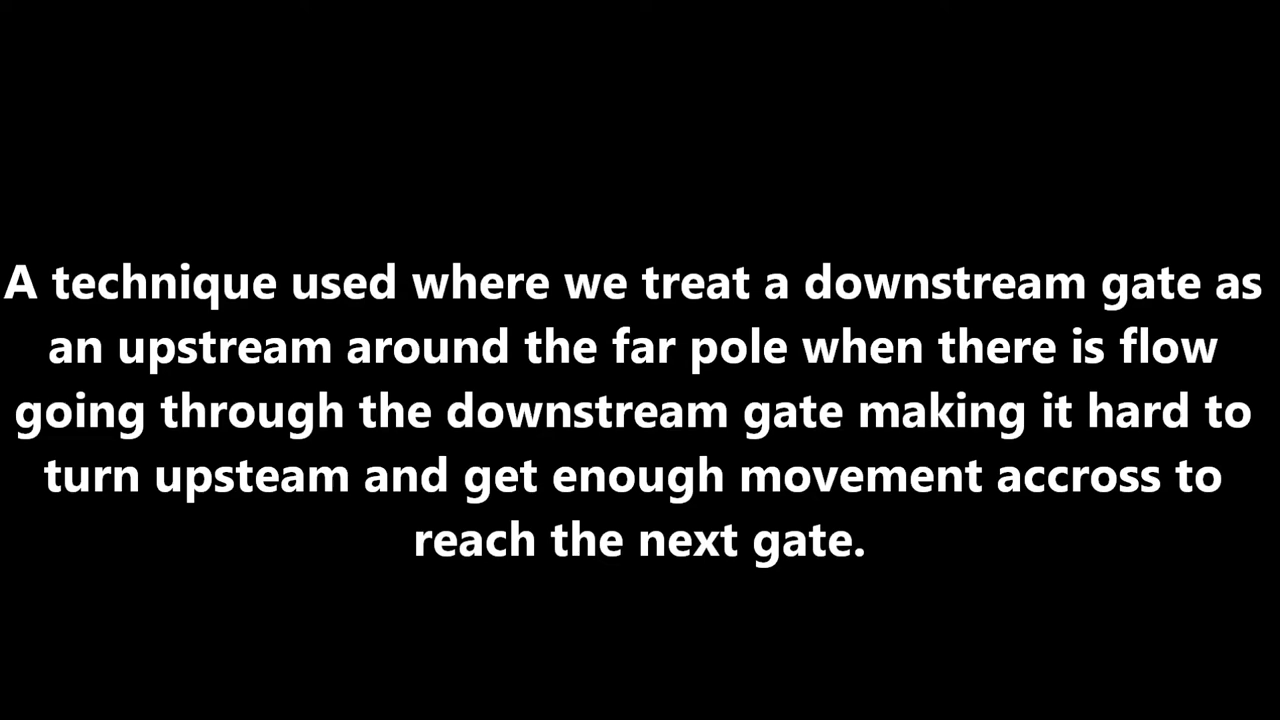 A technique used where we treat a downstream gate as
an upstream around the far pole when there is flow
going through the downstream gate making it hard to
turn upsteam and get enough movement accross to
reach the next gate.